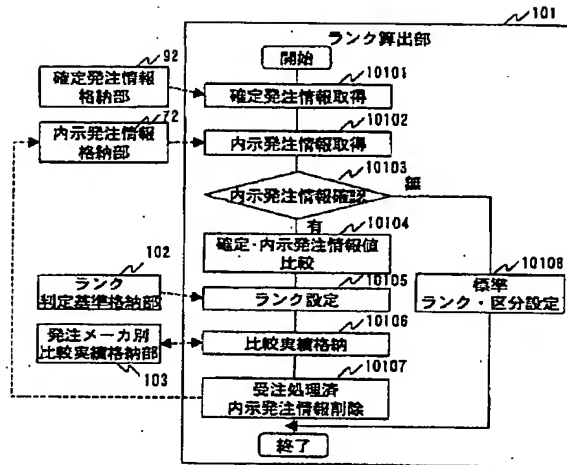 101
ランク算出部
開始
92
確定発注情報
格納部
10101
確定発注情報取得
72
内示発注情報
格納部
10102
内示発注情報取得
10103
内示発注情報確認
無
有
10104
確定・内示発注情報値
比較
102
ランク
判定基準格納部
10105
ランク設定
10108
標準
ランク・区分設定
発注メーカ別
比較実績格納部
103
10106
比較実績格納
10107
受注処理済
内示発注情報削除
終了